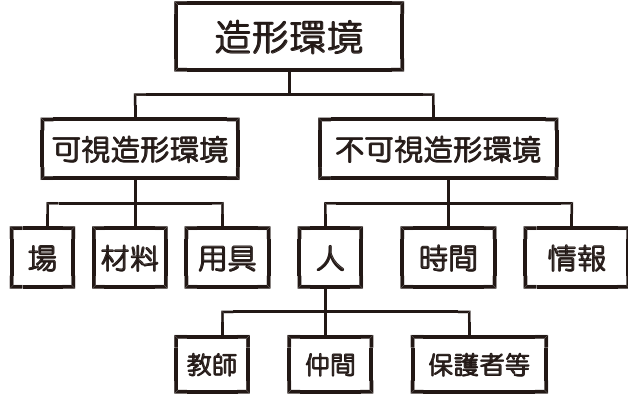 造形環境
可視造形環境
不可視造形環境
場
材料
用具
人
時間
情報
教師
仲間
保護者等